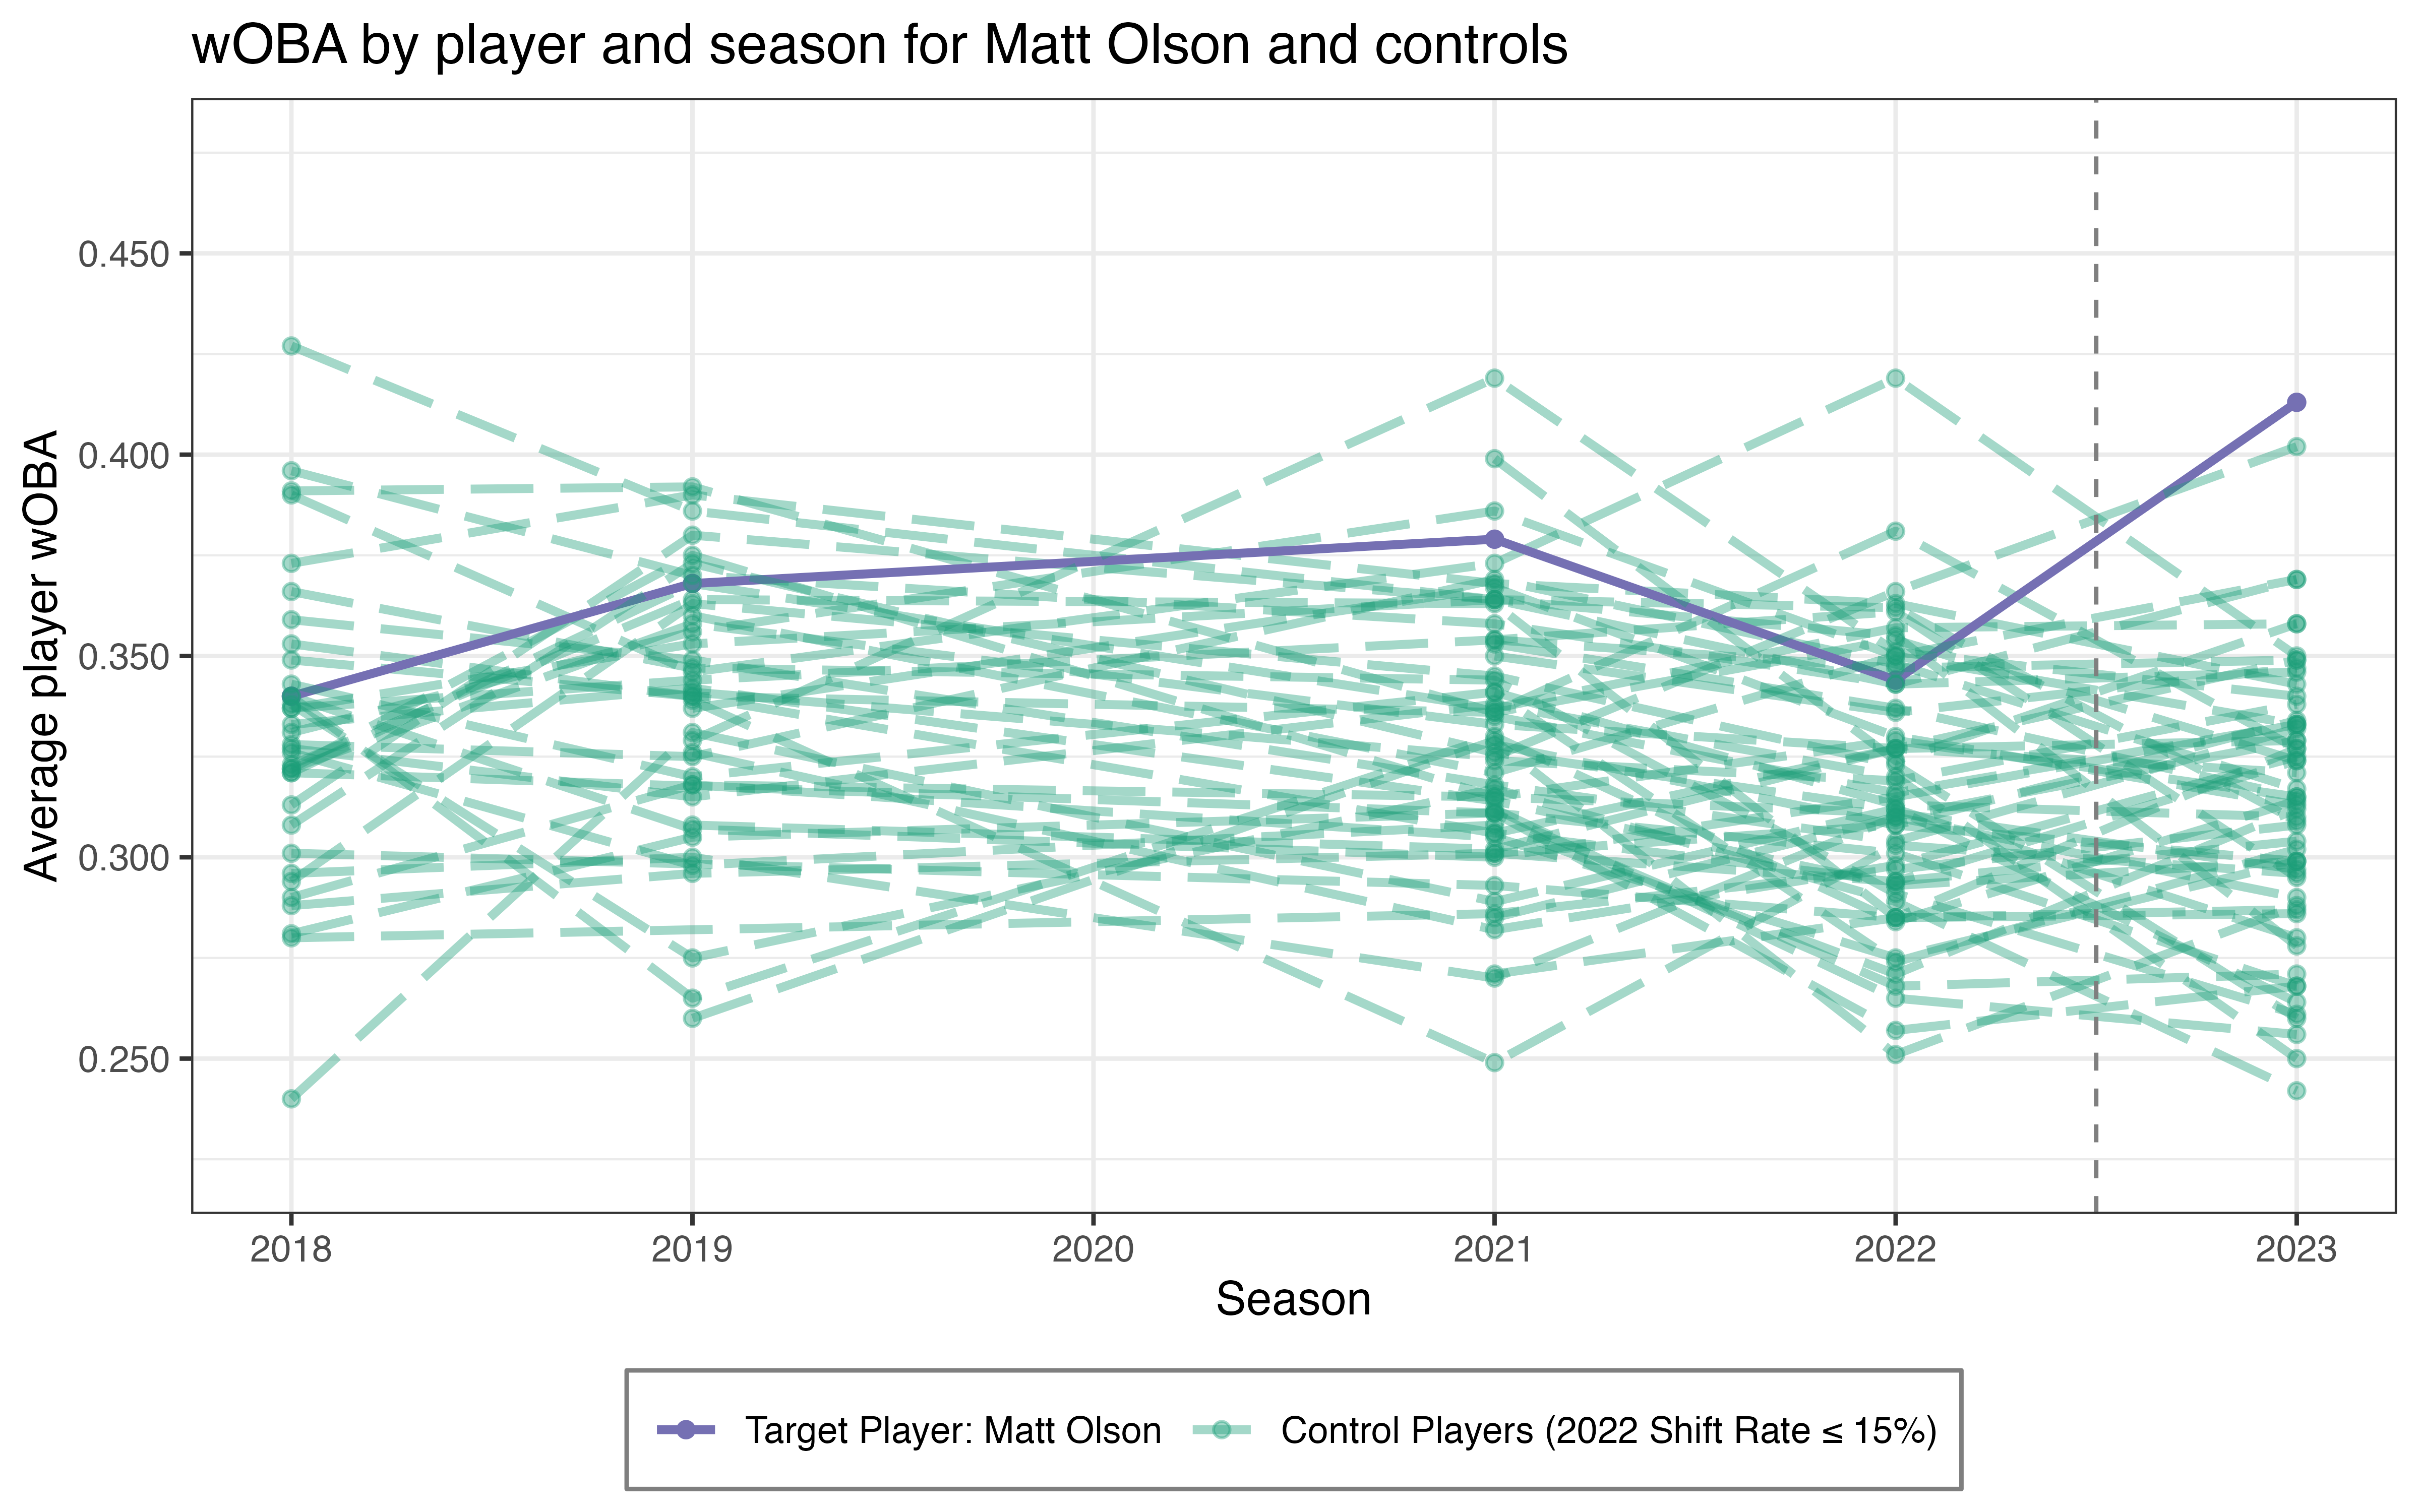 wOBA by player and season for Matt Olson and controls
Average player wOBA
0.450
0.400
0.350
0.300
0.250
2018 2019 2020 2021 2022 2023
Season
Target Player: Matt Olson Control Players (2022 Shift Rate ≤ 15%)